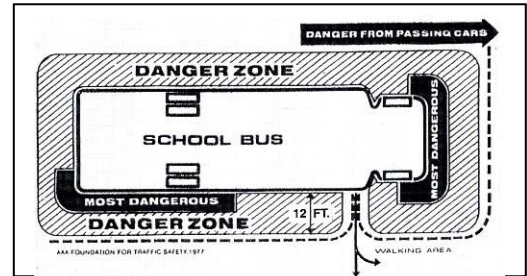 DANGER FROM PASSING CARS
DANGER ZONE
SCHOOL BUS
MOST DANGEROUS
MOST DANGEROUS
12 FT.
DANGER ZONE
AAA FOUNDATION FOR TRAFFIC SAFETY 1977
WALKING AREA